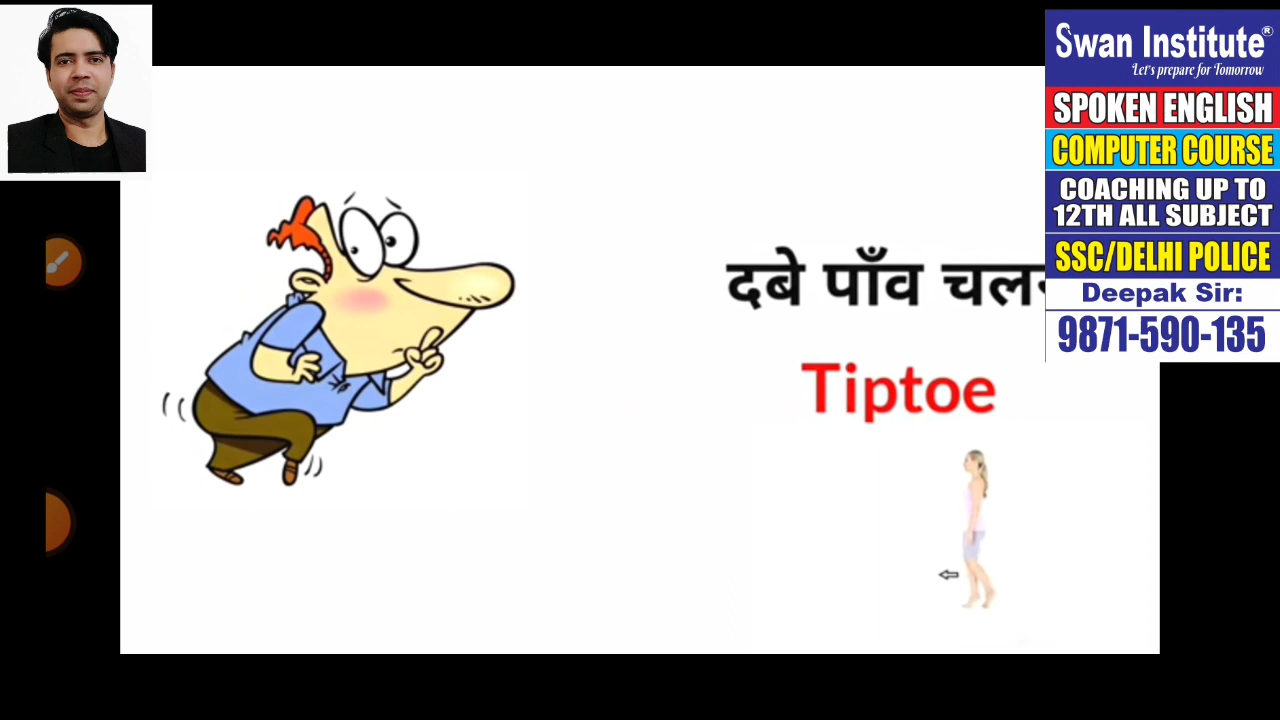 Swan Institute®
Let's prepare for Tomorrow
SPOKEN ENGLISH
COMPUTER COURSE
COACHING UP TO
12TH ALL SUBJECT
SSC/DELHI POLICE
Deepak Sir:
9871-590-135
दबे पाँव
Tiptoe